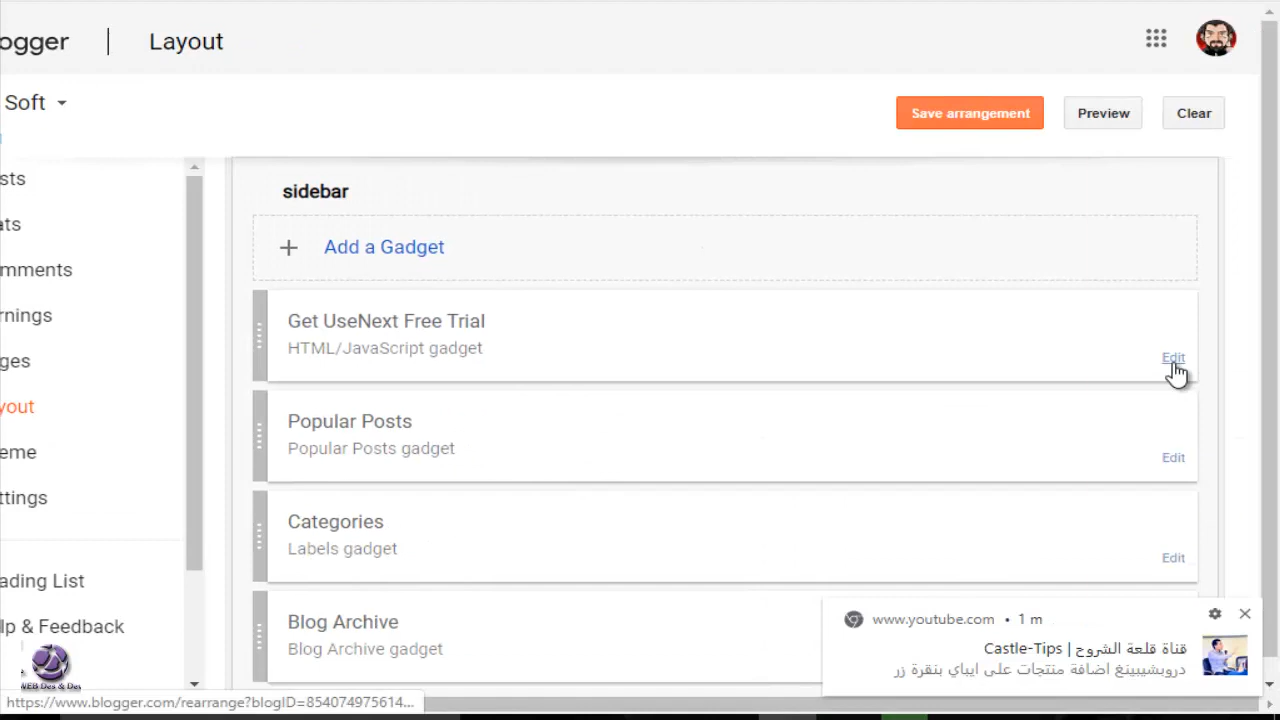 ogger
Layout
Soft
Save arrangement
Preview
Clear
sts
ats
mments
rnings
ges
yout
eme
ttings
ading List
lp & Feedback
WEB Des & Dev
sidebar
Add a Gadget
Get UseNext Free Trial
HTML/JavaScript gadget
Edit
Popular Posts
Popular Posts gadget
Edit
Categories
Labels gadget
Edit
Blog Archive
Blog Archive gadget
www.youtube.com • 1 m
قناة قلعة الشروح | Castle-Tips
دروبشيبينغ اضافة منتجات على ايباي بنقرة زر
https://www.blogger.com/rearrange?blogID=854074975614...